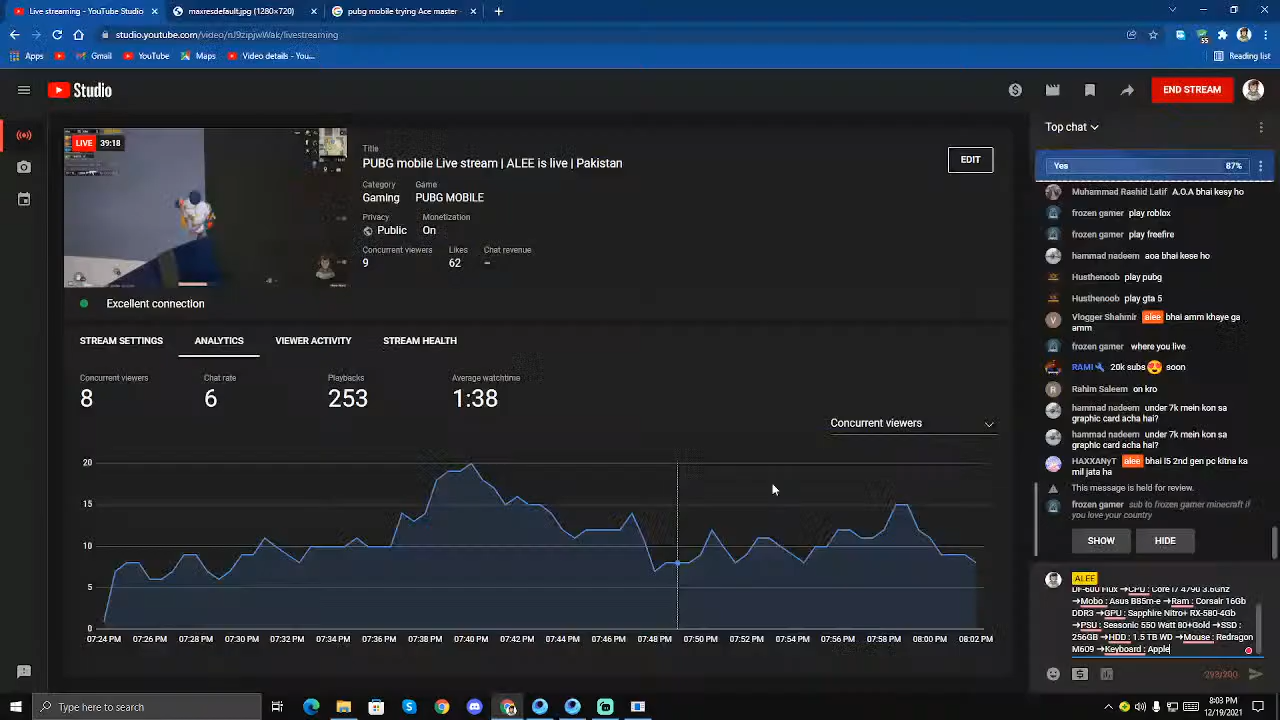 Live streaming - YouTube Studio
maxresdefault.jpg (1280×720)
pubg mobile trying Ace master
studio.youtube.com/video/nJ9zipjwWak/livestreaming
55
Apps
Gmail
YouTube
Maps
Video details - You...
Reading list
Studio
END STREAM
LIVE
39:18
Title
PUBG mobile Live stream | ALEE is live | Pakistan
EDIT
Category
Game
Gaming
PUBG MOBILE
Privacy
Monetization
Public
On
Concurrent viewers
Likes
Chat revenue
9
62
–
Excellent connection
STREAM SETTINGS
ANALYTICS
VIEWER ACTIVITY
STREAM HEALTH
Concurrent viewers
Chat rate
Playbacks
Average watchtime
8
6
253
1:38
Concurrent viewers
20
15
10
5
0
07:24 PM
07:26 PM
07:28 PM
07:30 PM
07:32 PM
07:34 PM
07:36 PM
07:38 PM
07:40 PM
07:42 PM
07:44 PM
07:46 PM
07:48 PM
07:50 PM
07:52 PM
07:54 PM
07:56 PM
07:58 PM
08:00 PM
08:02 PM
Top chat
Yes
87%
Muhammad Rashid Latif A.O.A bhai kesy ho
frozen gamer play roblox
frozen gamer play freefire
hammad nadeem aoa bhai kese ho
Husthenoob play pubg
Husthenoob play gta 5
Vlogger Shahmir alee bhai amm khaye ga
amm
frozen gamer where you live
RAMI 20k subs 😍 soon
Rahim Saleem on kro
hammad nadeem under 7k mein kon sa
graphic card acha hai?
hammad nadeem under 7k mein kon sa
graphic card acha hai?
HAXXANyT alee bhai I5 2nd gen pc kitna ka
mil jata ha
This message is held for review.
frozen gamer sub to frozen gamer minecraft if
you love your country
SHOW
HIDE
ALEE
DF-600 Flux ➔CPU : Core i7 4790 3.6Ghz
➔Mobo : Asus B85m-e ➔Ram : Corsair 16Gb
DDR3 ➔GPU : Sapphire Nitro+ RX-580-4Gb
➔PSU : Seasonic 550 Watt 80+Gold ➔SSD :
256GB ➔HDD : 1.5 TB WD ➔Mouse : Redragon
M609 ➔Keyboard : Apple
293/200
Type here to search
8:03 PM
12/19/2021